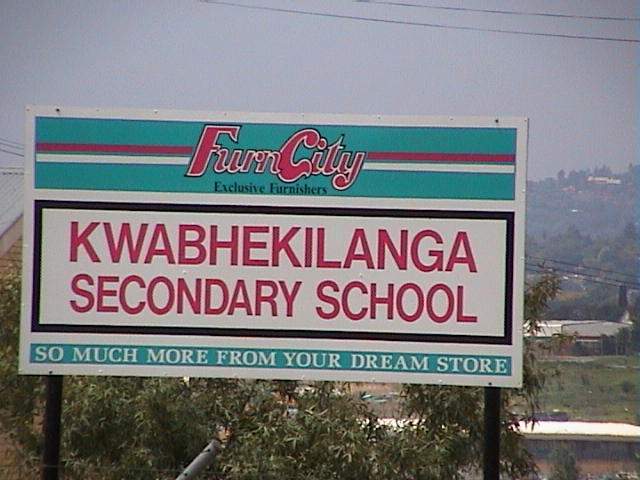 FurnCity
Exclusive Furnishers
KWABHEKILANGA
SECONDARY SCHOOL
SO MUCH MORE FROM YOUR DREAM STORE